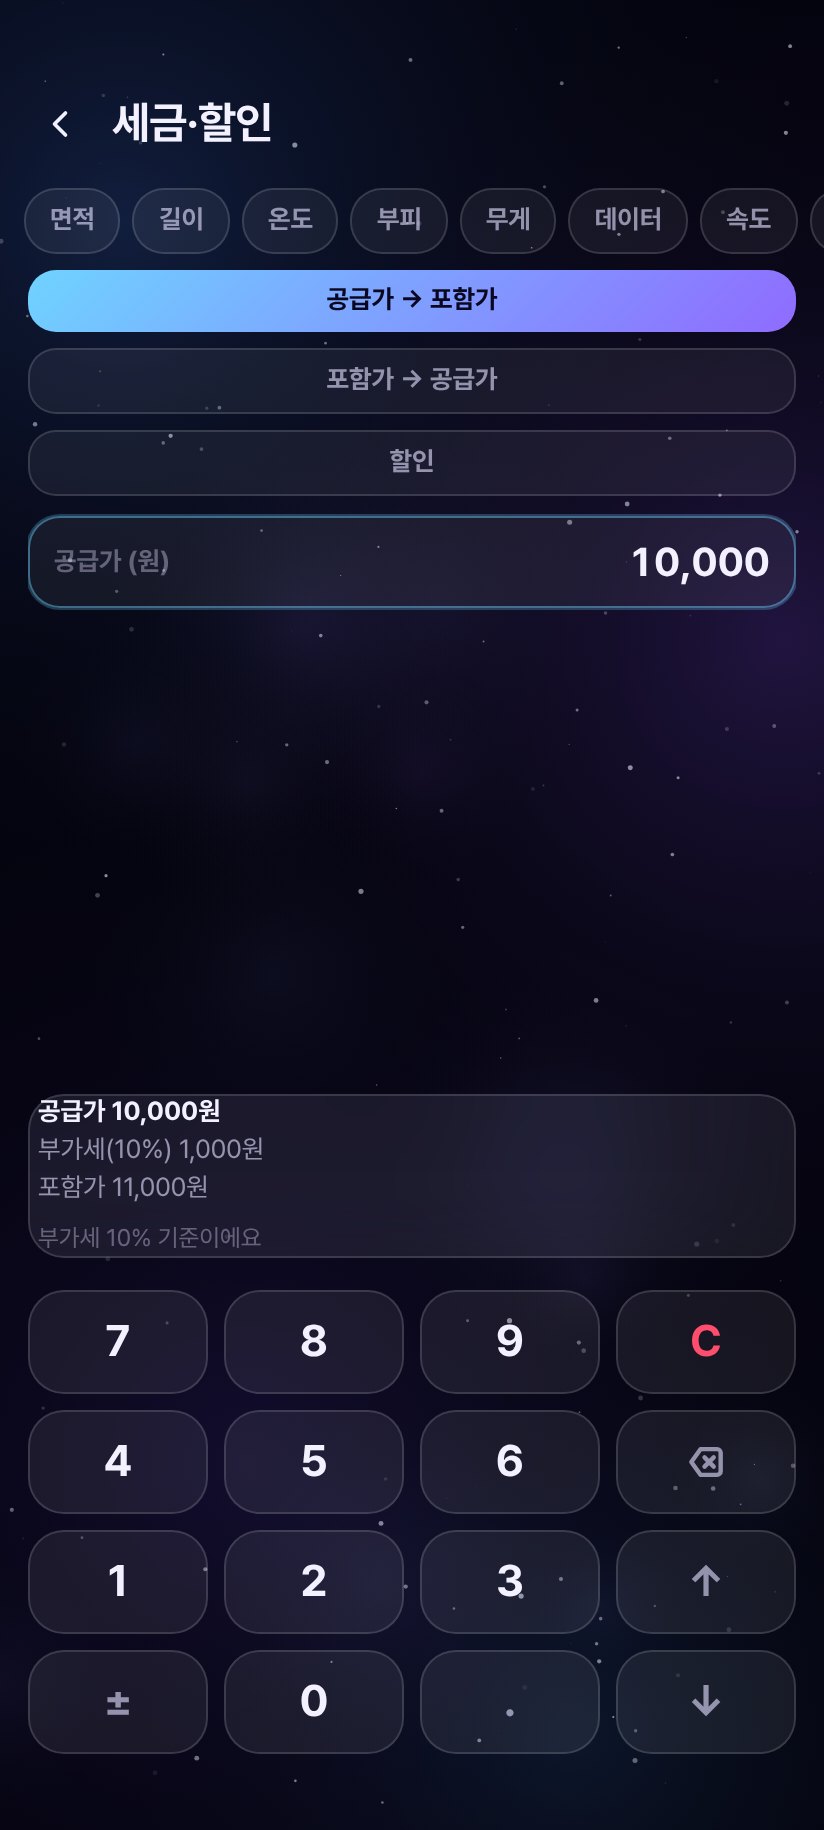 세금·할인
면적 길이 온도 부피 무게 데이터 속도
공급가 → 포함가
포함가 → 공급가
할인
공급가 (원) 10,000
공급가 10,000원
부가세(10%) 1,000원
포함가 11,000원
부가세 10% 기준이에요
7 8 9 C
4 5 6
1 2 3 ↑
± 0 . ↓